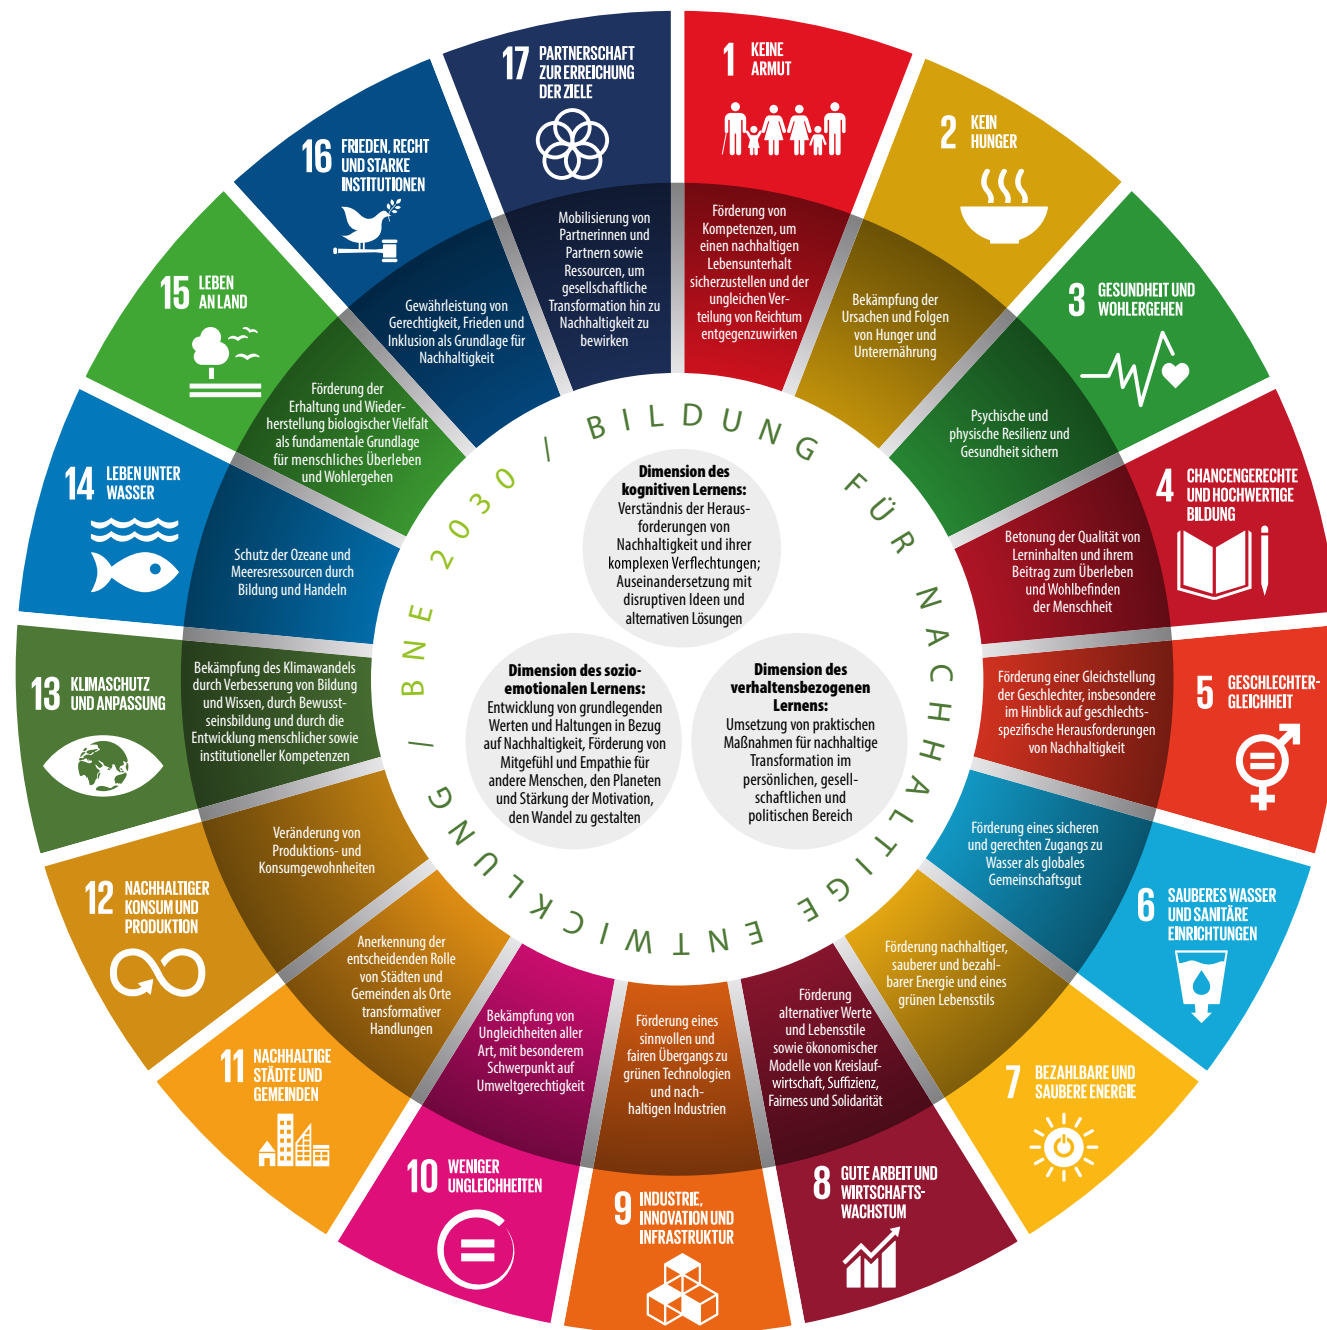 1 KEINE
ARMUT
Förderung von
Kompetenzen, um
einen nachhaltigen
Lebensunterhalt
sicherzustellen und der
ungleichen Ver-
teilung von Reichtum
entgegenzuwirken
2 KEIN
HUNGER
Bekämpfung der
Ursachen und Folgen
von Hunger und
Unterernährung
3 GESUNDHEIT UND
WOHLERGEHEN
Psychische und
physische Resilienz und
Gesundheit sichern
4 CHANCENGERECHTE
UND HOCHWERTIGE
BILDUNG
Betonung der Qualität von
Lerninhalten und ihrem
Beitrag zum Überleben
und Wohlbefinden
der Menschheit
5 GESCHLECHTER-
GLEICHHEIT
Förderung einer Gleichstellung
der Geschlechter, insbesondere
im Hinblick auf geschlechts-
spezifische Herausforderungen
von Nachhaltigkeit
6 SAUBERES WASSER
UND SANITÄRE
EINRICHTUNGEN
Förderung eines sicheren
und gerechten Zugangs zu
Wasser als globales
Gemeinschaftsgut
7 BEZAHLBARE UND
SAUBERE ENERGIE
Förderung nachhaltiger,
sauberer und bezahl-
barer Energie und eines
grünen Lebensstils
8 GUTE ARBEIT UND
WIRTSCHAFTS-
WACHSTUM
Förderung
alternativer Werte
und Lebensstile
sowie ökonomischer
Modelle von Kreislauf-
wirtschaft, Suffizienz,
Fairness und Solidarität
9 INDUSTRIE,
INNOVATION UND
INFRASTRUKTUR
Förderung eines
sinnvollen und
fairen Übergangs zu
grünen Technologien
und nach-
haltigen Industrien
10 WENIGER
UNGLEICHHEITEN
Bekämpfung von
Ungleichheiten aller
Art, mit besonderem
Schwerpunkt auf
Umweltgerechtigkeit
11 NACHHALTIGE
STÄDTE UND
GEMEINDEN
Anerkennung der
entscheidenden Rolle
von Städten und
Gemeinden als Orte
transformativer
Handlungen
12 NACHHALTIGER
KONSUM UND
PRODUKTION
Veränderung von
Produktions- und
Konsumgewohnheiten
13 KLIMASCHUTZ
UND ANPASSUNG
Bekämpfung des Klimawandels
durch Verbesserung von Bildung
und Wissen, durch Bewusst-
seinsbildung und durch die
Entwicklung menschlicher sowie
institutioneller Kompetenzen
14 LEBEN UNTER
WASSER
Schutz der Ozeane und
Meeresressourcen durch
Bildung und Handeln
15 LEBEN
AN LAND
Förderung der
Erhaltung und Wieder-
herstellung biologischer Vielfalt
als fundamentale Grundlage
für menschliches Überleben
und Wohlergehen
16 FRIEDEN, RECHT
UND STARKE
INSTITUTIONEN
Gewährleistung von
Gerechtigkeit, Frieden und
Inklusion als Grundlage für
Nachhaltigkeit
17 PARTNERSCHAFT
ZUR ERREICHUNG
DER ZIELE
Mobilisierung von
Partnerinnen und
Partnern sowie
Ressourcen, um
gesellschaftliche
Transformation hin zu
Nachhaltigkeit zu
bewirken
BNE 2030 / BILDUNG FÜR NACHHALTIGE ENTWICKLUNG /
Dimension des
kognitiven Lernens:
Verständnis der Heraus-
forderungen von
Nachhaltigkeit und ihrer
komplexen Verflechtungen;
Auseinandersetzung mit
disruptiven Ideen und
alternativen Lösungen
Dimension des sozio-
emotionalen Lernens:
Entwicklung von grundlegenden
Werten und Haltungen in Bezug
auf Nachhaltigkeit, Förderung von
Mitgefühl und Empathie für
andere Menschen, den Planeten
und Stärkung der Motivation,
den Wandel zu gestalten
Dimension des
verhaltensbezogenen
Lernens:
Umsetzung von praktischen
Maßnahmen für nachhaltige
Transformation im
persönlichen, gesell-
schaftlichen und
politischen Bereich